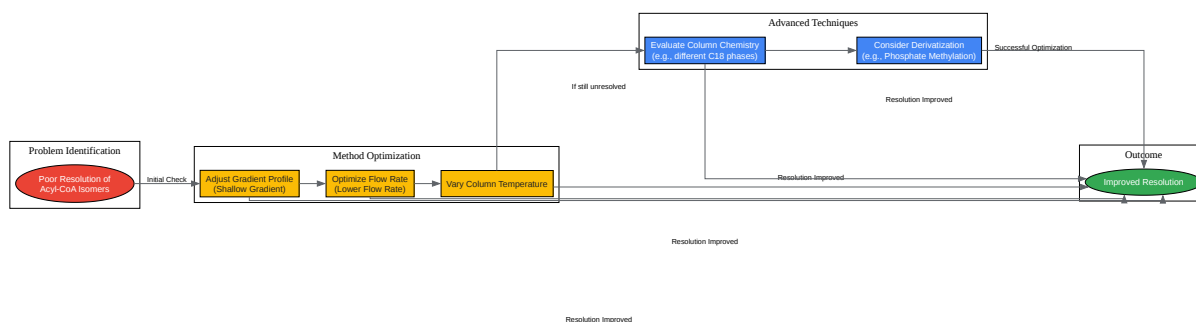 Advanced Techniques
Evaluate Column Chemistry
(e.g., different C18 phases)
Consider Derivatization
(e.g., Phosphate Methylation)
Successful Optimization
If still unresolved
Resolution Improved
Problem Identification
Poor Resolution of
Acyl-CoA Isomers
Initial Check
Method Optimization
Adjust Gradient Profile
(Shallow Gradient)
Optimize Flow Rate
(Lower Flow Rate)
Vary Column Temperature
Resolution Improved
Outcome
Improved Resolution
Resolution Improved
Resolution Improved